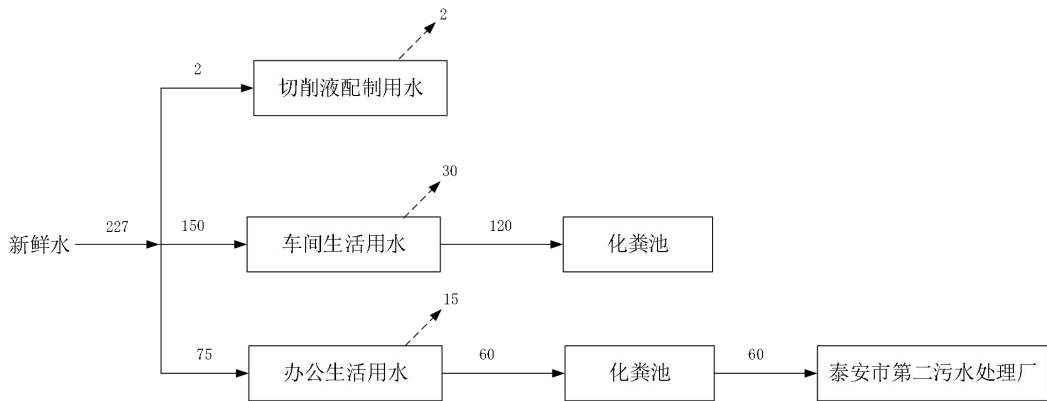 2
2
切削液配制用水
30
新鲜水
227
150
车间生活用水
120
化粪池
15
75
办公生活用水
60
化粪池
60
泰安市第二污水处理厂